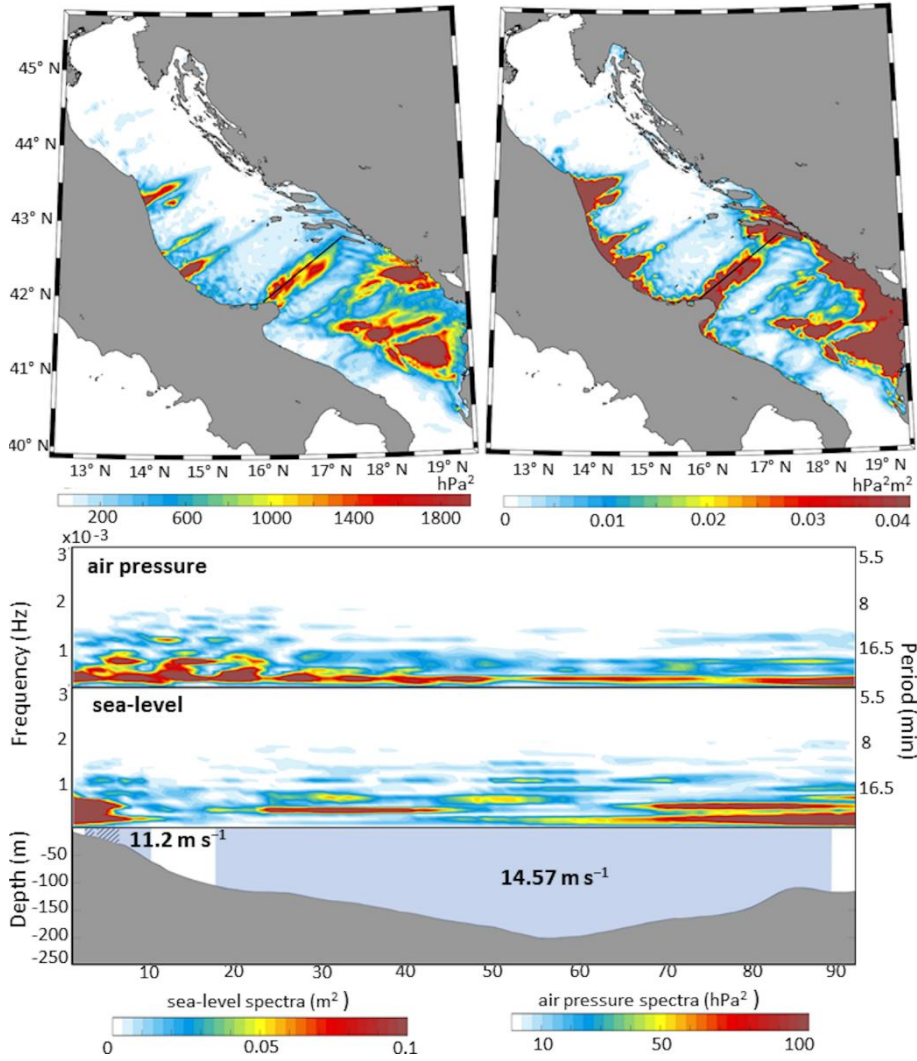 45° N
44° N
43° N
42° N
41° N
40° N
13° N 14° N 15° N 16° N 17° N 18° N 19° N
hPa²
200 600 1000 1400 1800
13° N 14° N 15° N 16° N 17° N 18° N 19° N
hPa²m²
0 0.01 0.02 0.03 0.04
x10⁻³
air pressure
3
2
1
Frequency (Hz)
5.5
8
16.5
Period (min)
sea-level
3
2
1
5.5
8
16.5
Depth (m)
-50
-100
-150
-200
-250
11.2 m s⁻¹
14.57 m s⁻¹
10 20 30 40 50 60 70 80 90
sea-level spectra (m²)
0 0.05 0.1
air pressure spectra (hPa²)
10 50 100